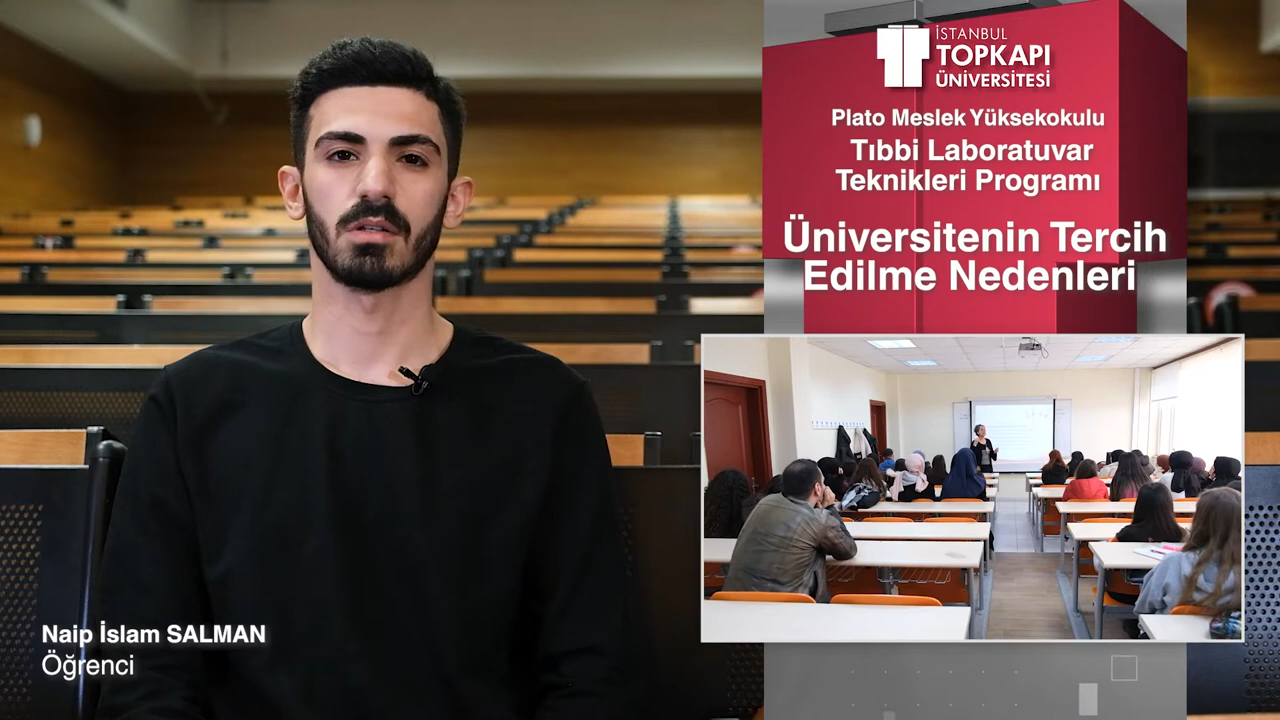 İSTANBUL
TOPKAPI
ÜNİVERSİTESİ
Plato Meslek Yüksekokulu
Tıbbi Laboratuvar
Teknikleri Programı
Üniversitenin Tercih
Edilme Nedenleri
Naip İslam SALMAN
Öğrenci